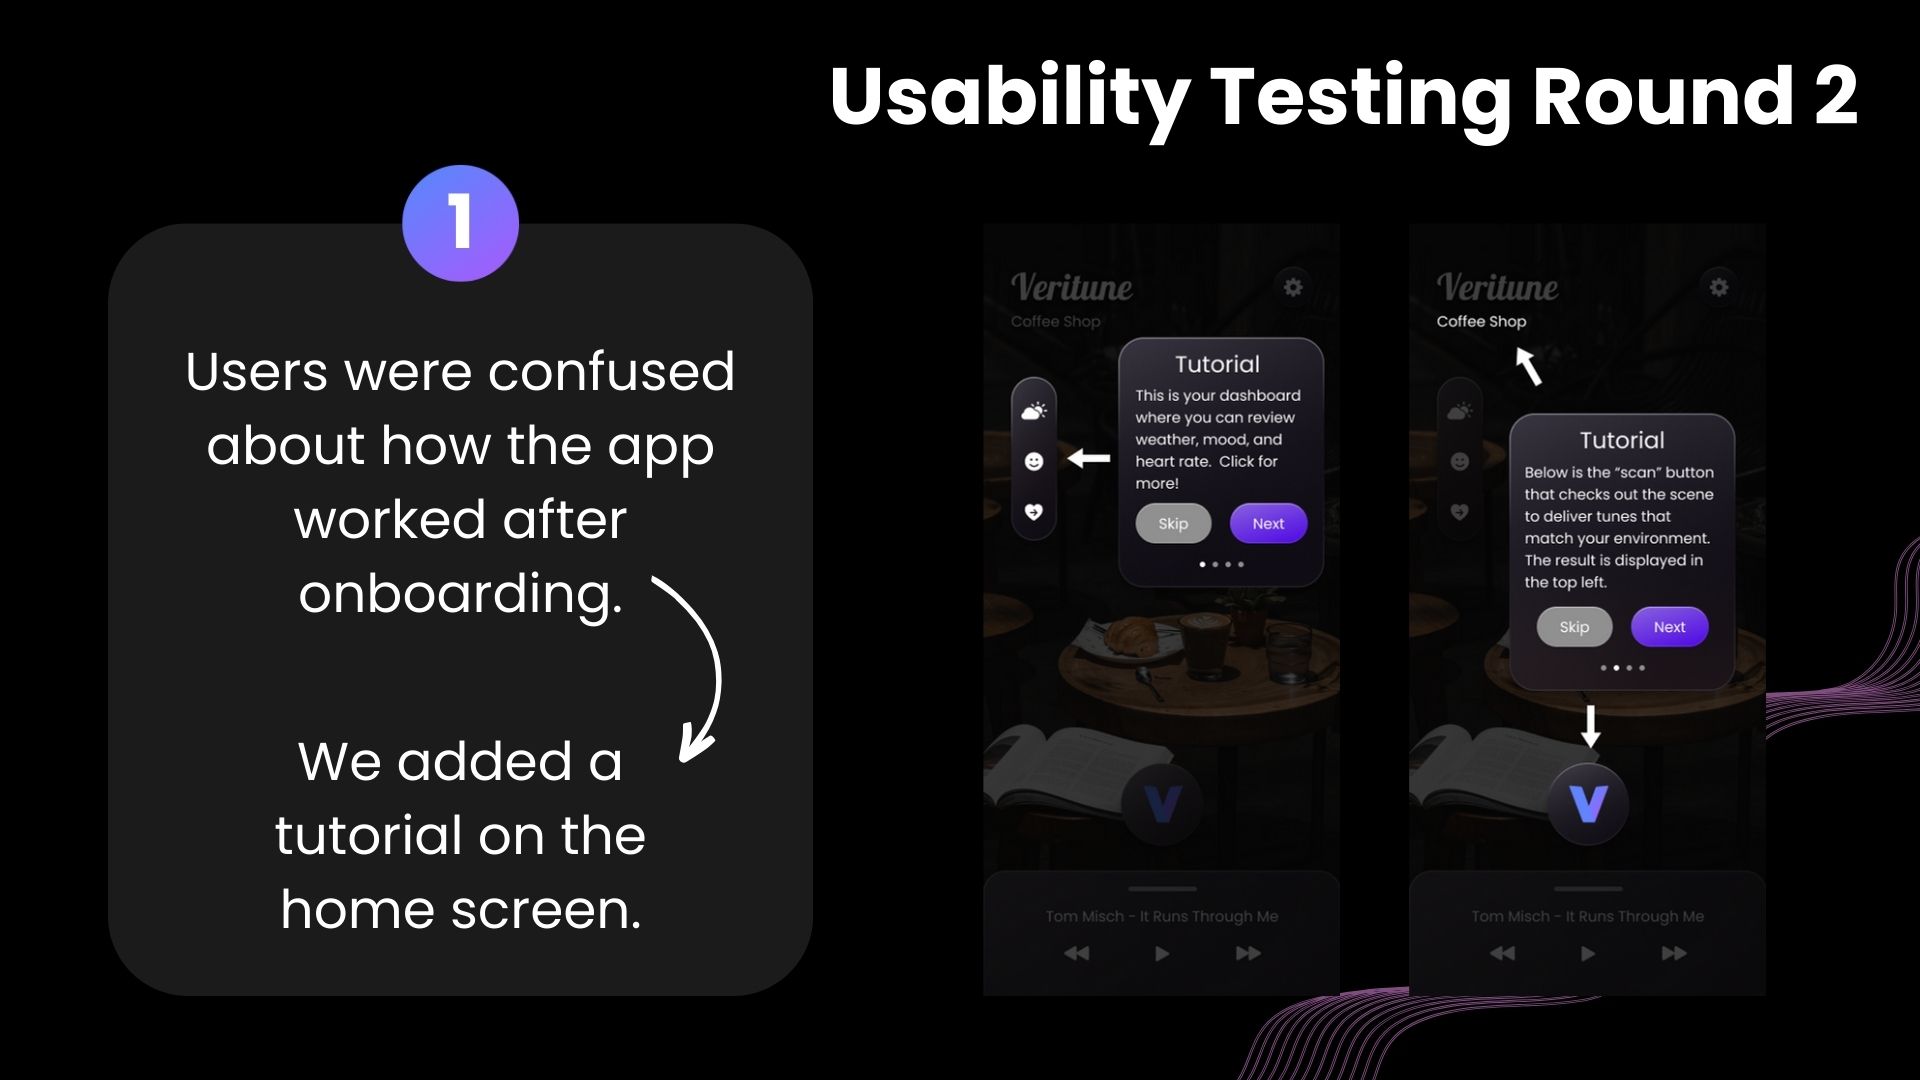 Usability Testing Round 2
1
Users were confused
about how the app
worked after
onboarding.
We added a
tutorial on the
home screen.
Veritune
Coffee Shop
Tutorial
This is your dashboard
where you can review
weather, mood, and
heart rate.  Click for
more!
Skip
Next
V
Tom Misch - It Runs Through Me
Veritune
Coffee Shop
Tutorial
Below is the “scan” button
that checks out the scene
to deliver tunes that
match your environment.
The result is displayed in
the top left.
Skip
Next
V
Tom Misch - It Runs Through Me